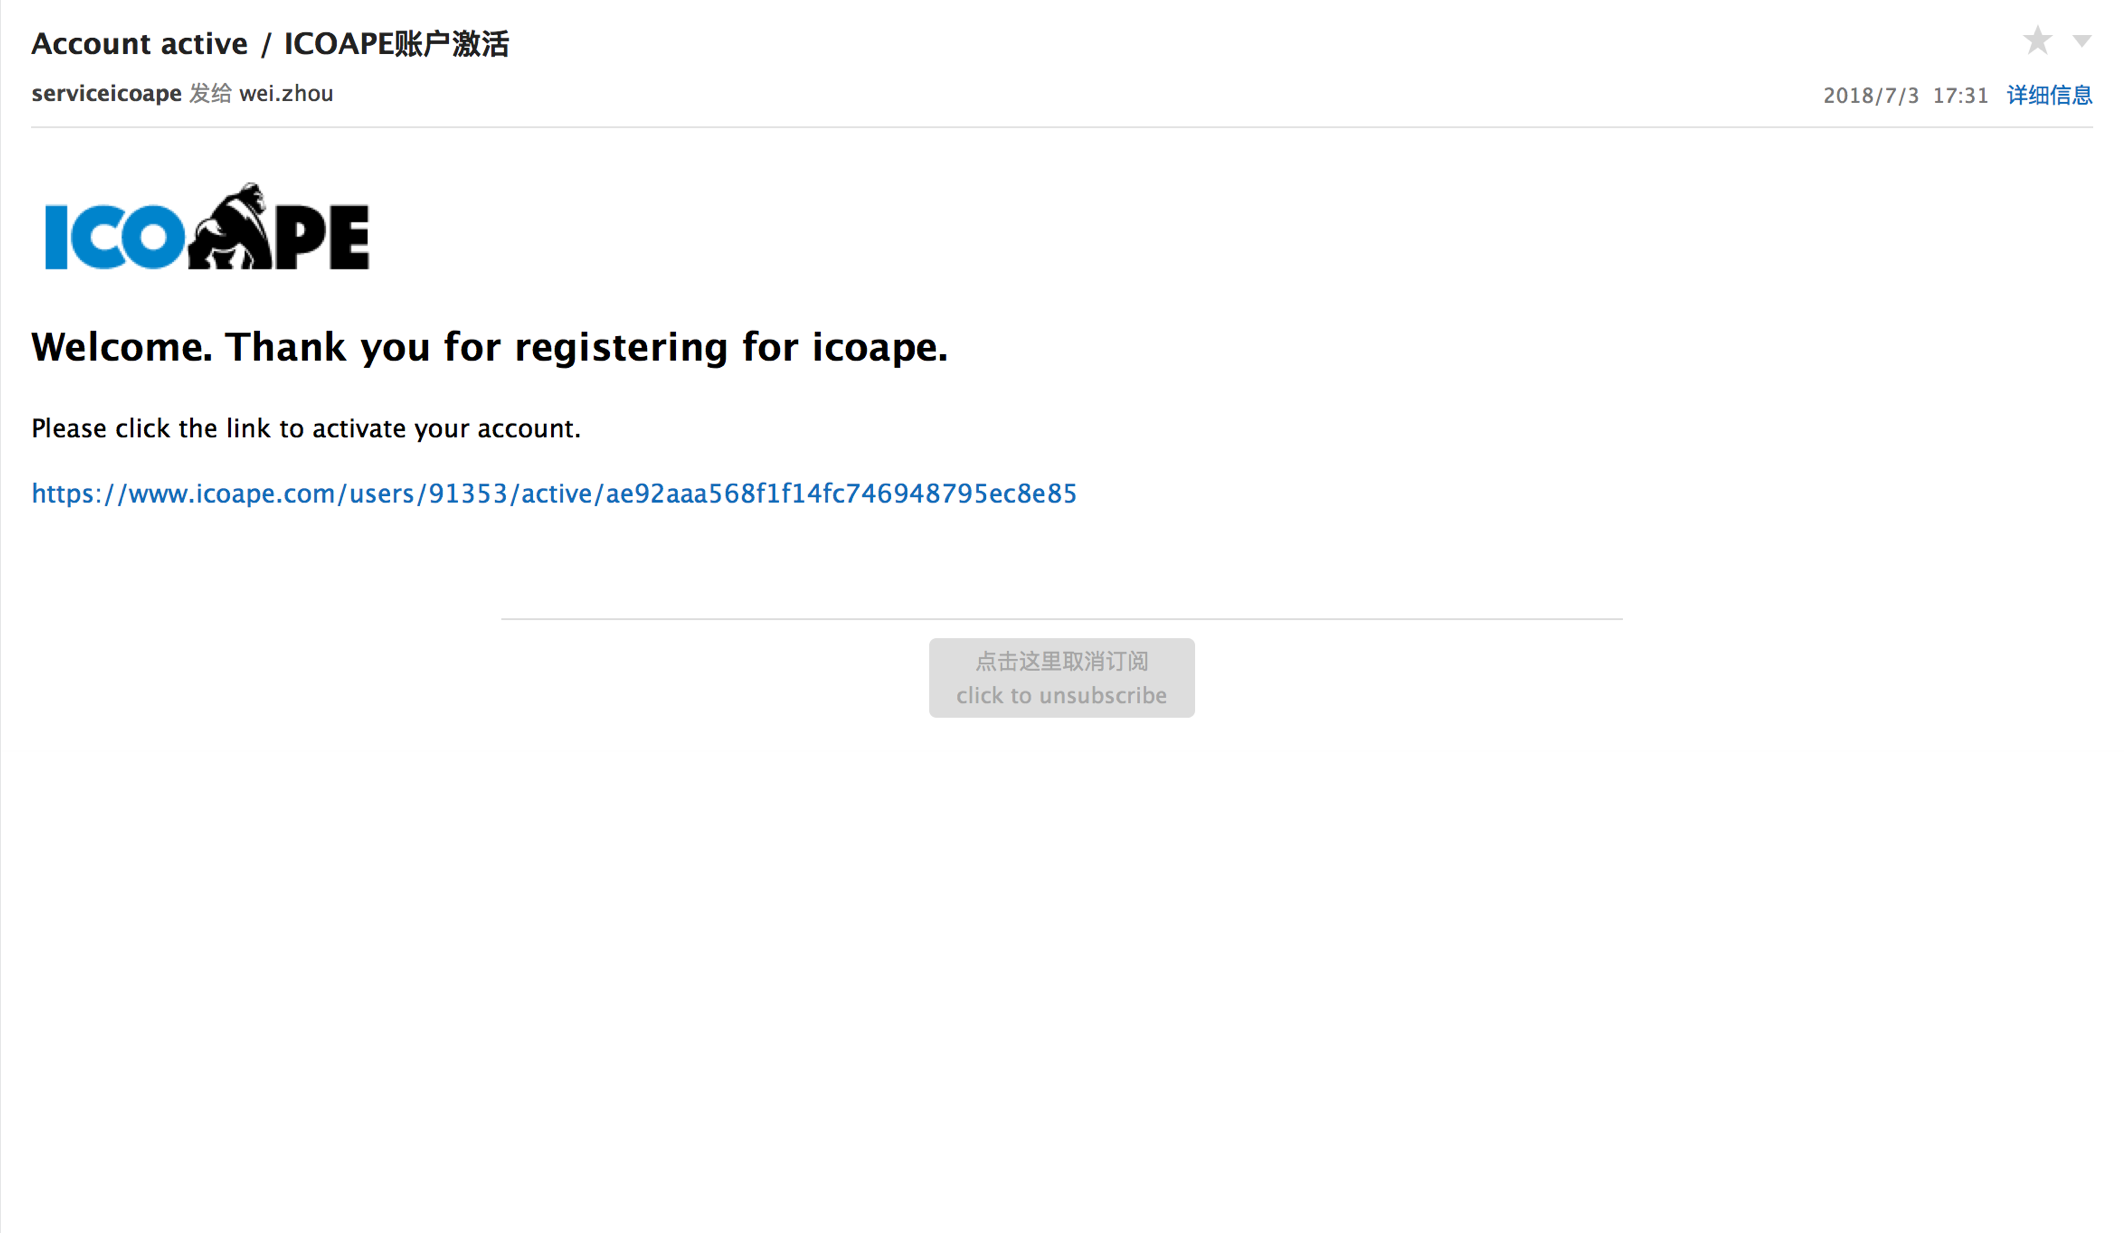 Account active / ICOAPE账户激活
serviceicoape 发给 wei.zhou
2018/7/3 17:31 详细信息
ICOAPE
Welcome. Thank you for registering for icoape.
Please click the link to activate your account.
https://www.icoape.com/users/91353/active/ae92aaa568f1f14fc746948795ec8e85
点击这里取消订阅
click to unsubscribe